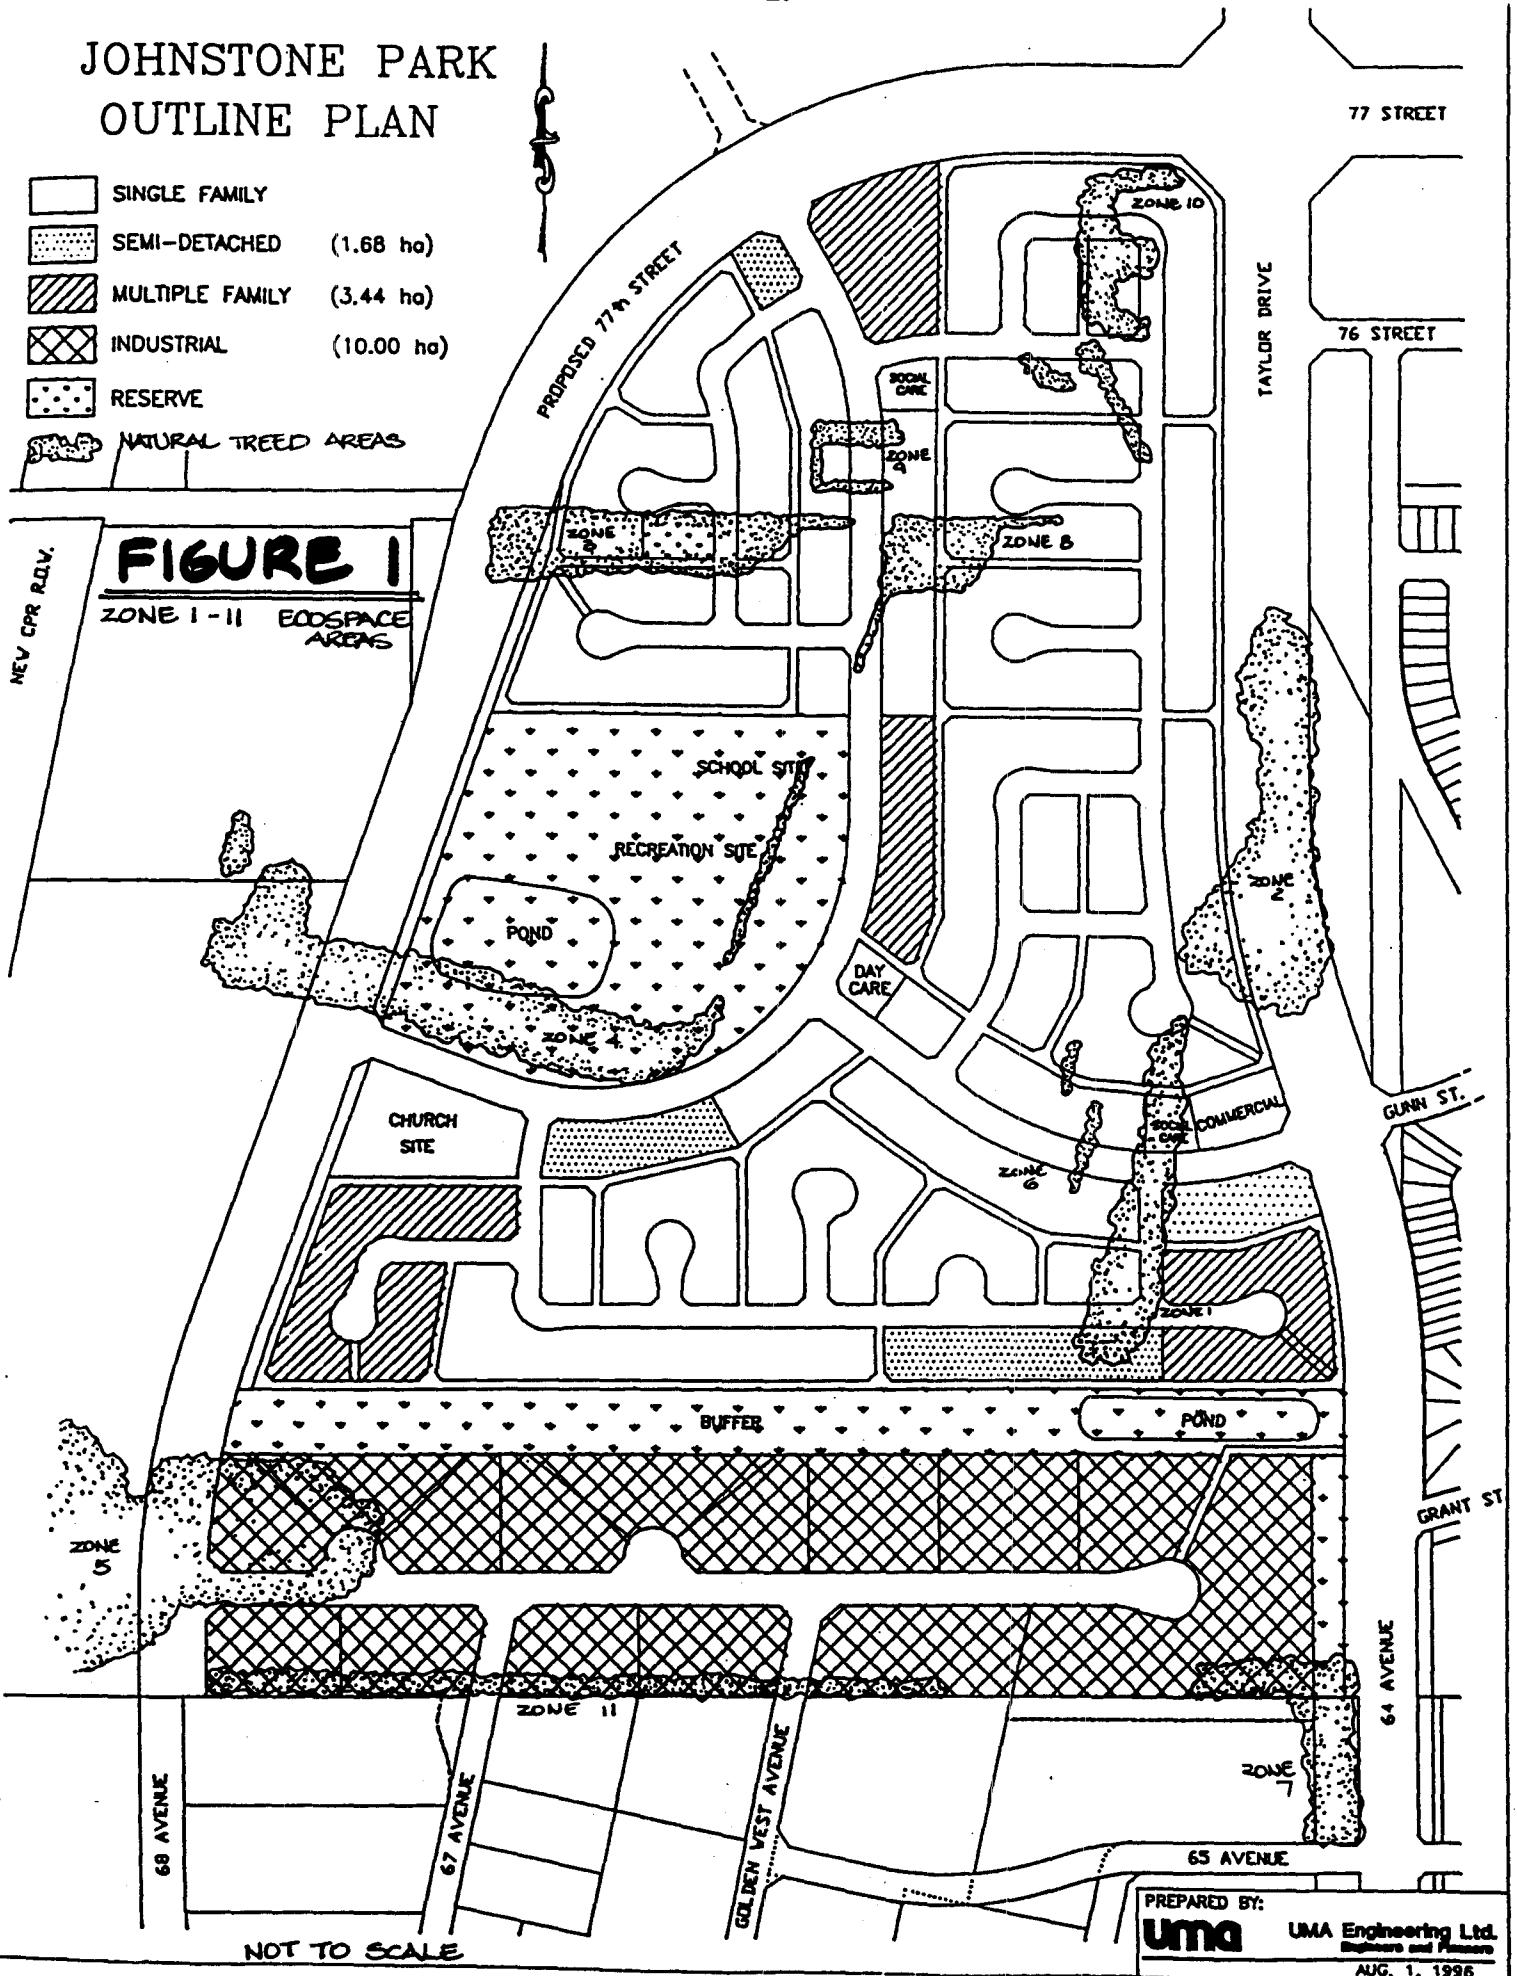 JOHNSTONE PARK
OUTLINE PLAN
SINGLE FAMILY
SEMI-DETACHED (1.68 ha)
MULTIPLE FAMILY (3.44 ha)
INDUSTRIAL (10.00 ha)
RESERVE
NATURAL TREED AREAS
FIGURE 1
ZONE 1-11 ECOSPACE
AREAS
NEW CPR R.O.W.
PROPOSED 77th STREET
77 STREET
ZONE 10
TAYLOR DRIVE
76 STREET
SOCIAL
CARE
ZONE
9
ZONE
ZONE 8
SCHOOL SITE
RECREATION SITE
POND
ZONE 4
ZONE
2
DAY
CARE
CHURCH
SITE
SOCIAL
CARE
COMMERCIAL
GUNN ST.
ZONE
6
ZONE 1
BUFFER
POND
GRANT ST
ZONE
5
ZONE 11
64 AVENUE
ZONE
7
68 AVENUE
67 AVENUE
GOLDEN WEST AVENUE
65 AVENUE
NOT TO SCALE
PREPARED BY:
uma UMA Engineering Ltd.
Engineers and Planners
AUG. 1, 1996